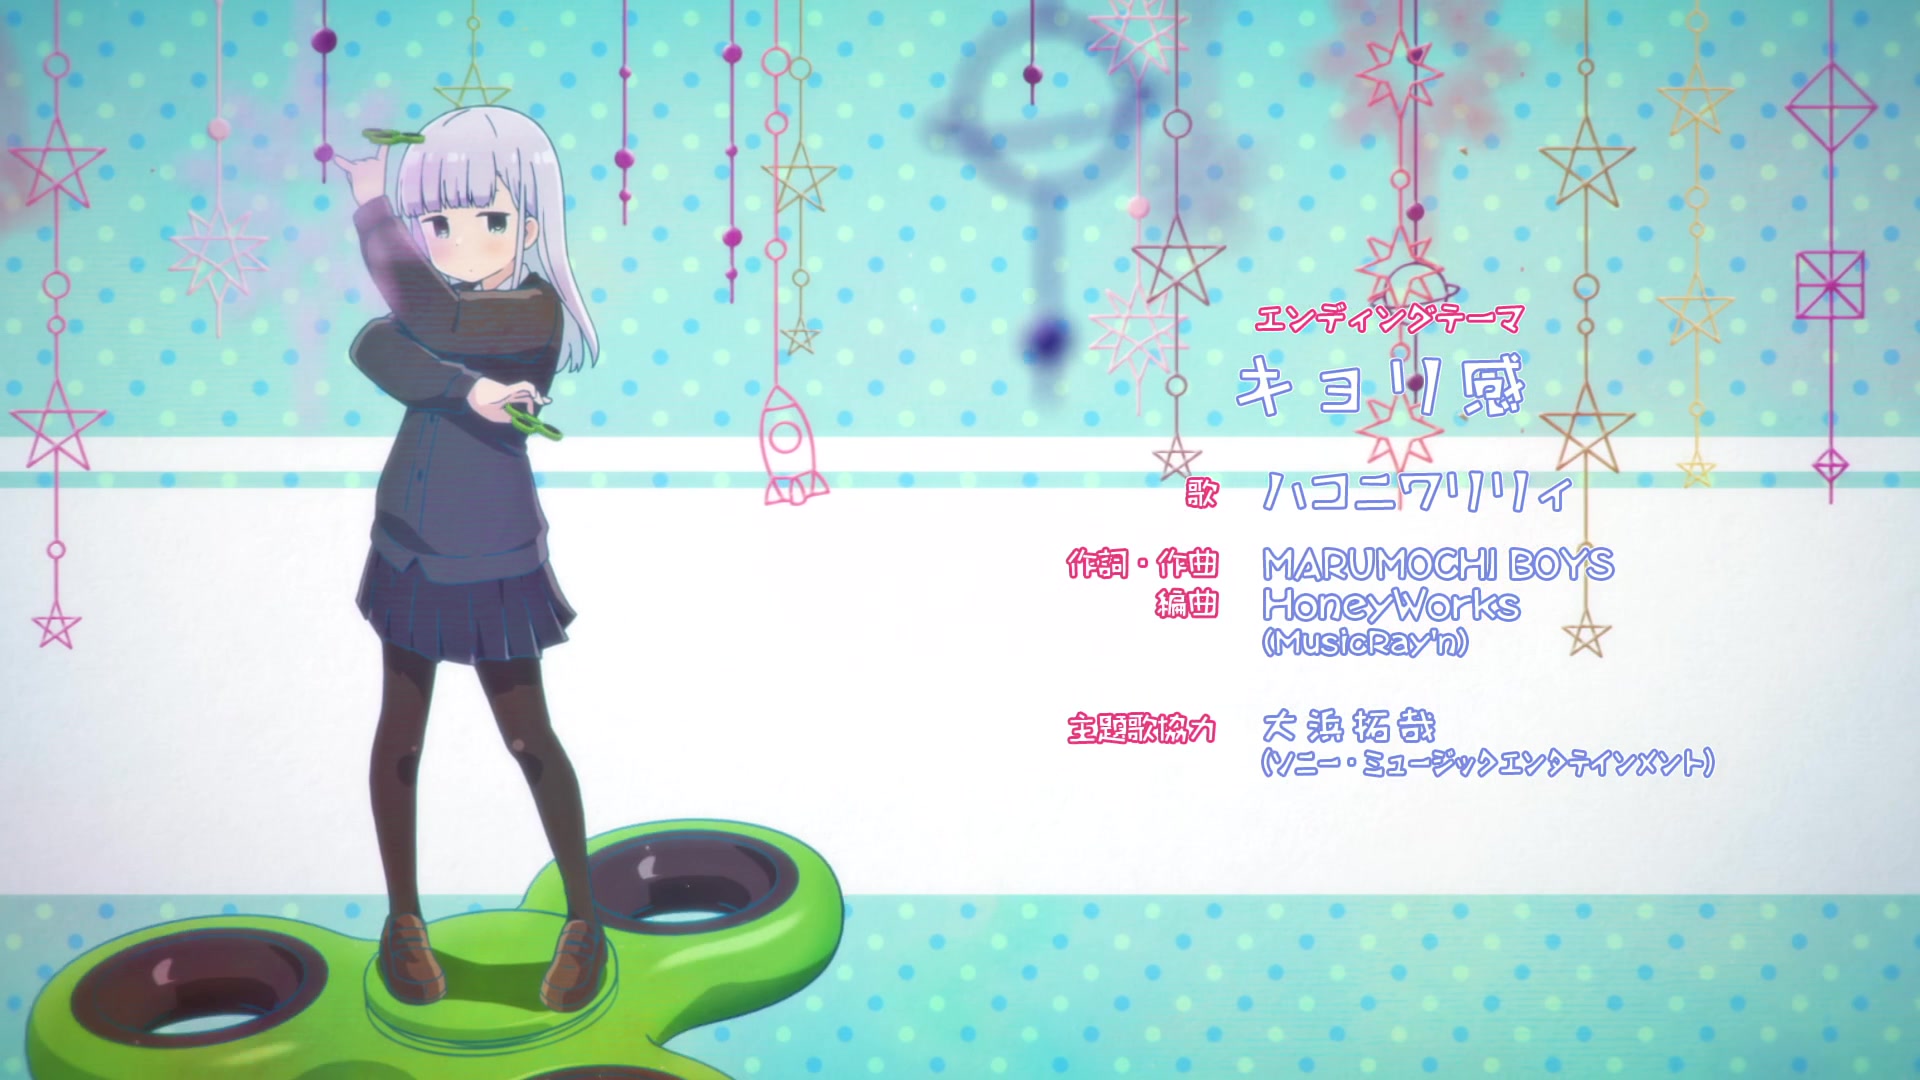 エンディングテーマ
キョリ感
歌 ハコニワリリィ
作詞・作曲 MARUMOCHI BOYS
編曲 HoneyWorks
(MusicRay'n)
主題歌協力 大浜拓哉
(ソニー・ミュージックエンタテインメント)